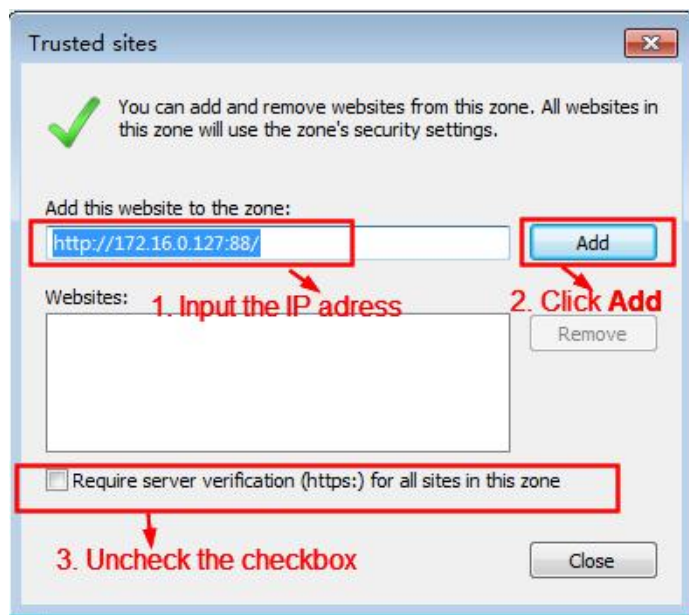 Trusted sites
You can add and remove websites from this zone. All websites in
this zone will use the zone's security settings.
Add this website to the zone:
http://172.16.0.127:88/
Add
1. Input the IP adress
2. Click Add
Websites:
Remove
Require server verification (https:) for all sites in this zone
3. Uncheck the checkbox
Close